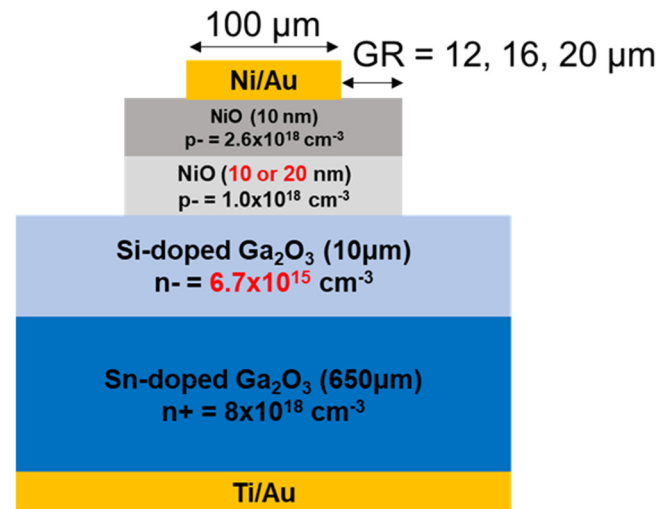 100 µm
GR = 12, 16, 20 µm
Ni/Au
NiO (10 nm)
p- = 2.6x10¹⁸ cm⁻³
NiO (10 or 20 nm)
p- = 1.0x10¹⁸ cm⁻³
Si-doped Ga₂O₃ (10µm)
n- = 6.7x10¹⁵ cm⁻³
Sn-doped Ga₂O₃ (650µm)
n+ = 8x10¹⁸ cm⁻³
Ti/Au